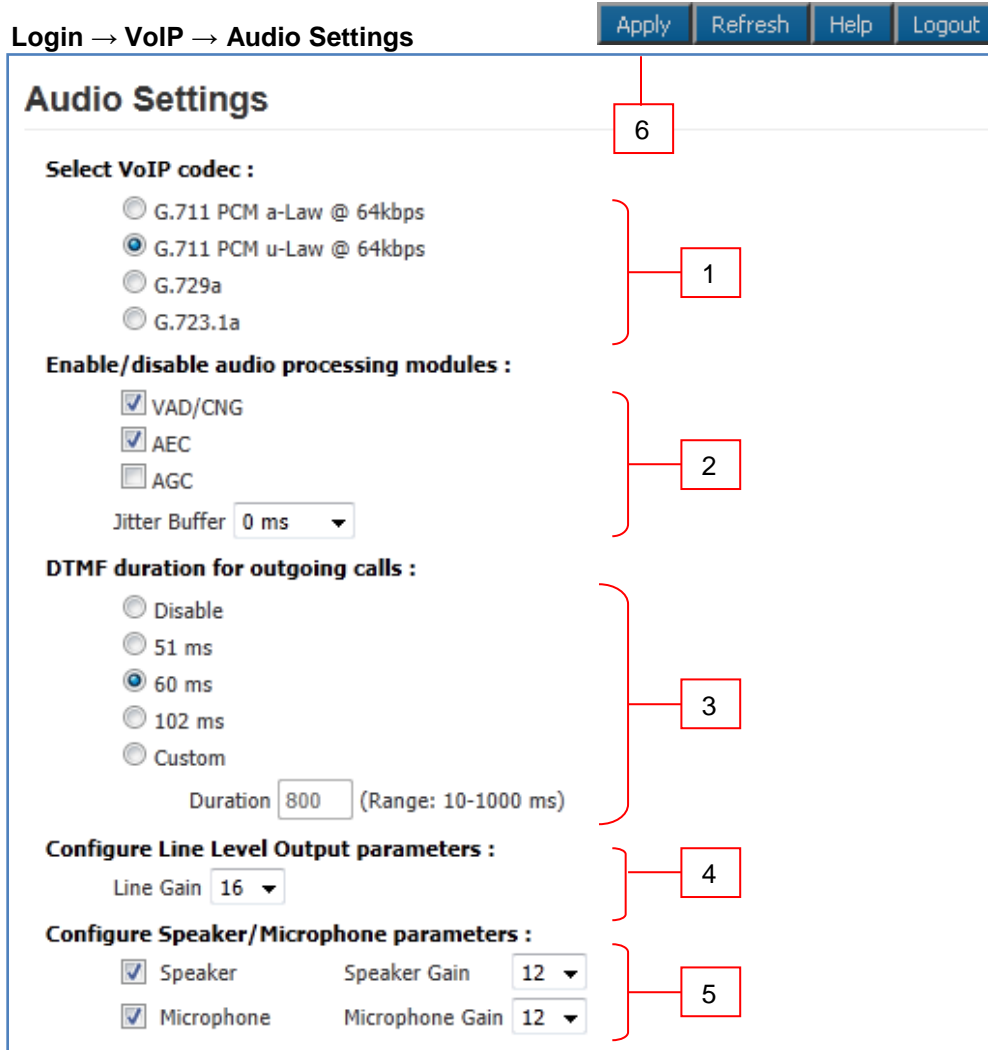 Apply Refresh Help Logout
Login → VoIP → Audio Settings
Audio Settings
6
Select VoIP codec :
G.711 PCM a-Law @ 64kbps
G.711 PCM u-Law @ 64kbps
1
G.729a
G.723.1a
Enable/disable audio processing modules :
VAD/CNG
AEC
2
AGC
Jitter Buffer 0 ms
DTMF duration for outgoing calls :
Disable
51 ms
60 ms
3
102 ms
Custom
Duration 800 (Range: 10-1000 ms)
Configure Line Level Output parameters :
4
Line Gain 16
Configure Speaker/Microphone parameters :
Speaker Speaker Gain 12
5
Microphone Microphone Gain 12